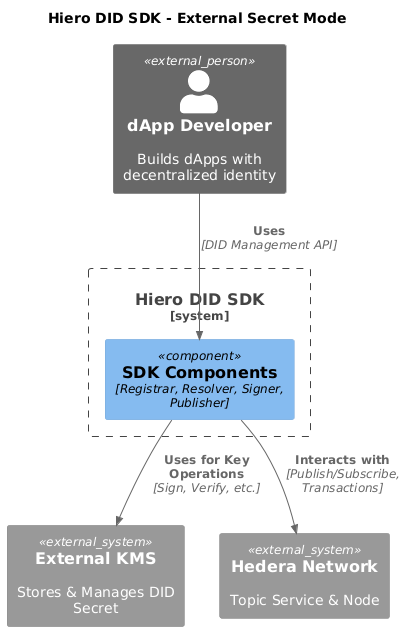 Hiero DID SDK - External Secret Mode
«external_person»
dApp Developer
Builds dApps with
decentralized identity
Uses
[DID Management API]
Hiero DID SDK
[system]
«component»
SDK Components
[Registrar, Resolver, Signer,
Publisher]
Uses for Key
Operations
[Sign, Verify, etc.]
Interacts with
[Publish/Subscribe,
Transactions]
«external_system»
External KMS
Stores & Manages DID
Secret
«external_system»
Hedera Network
Topic Service & Node